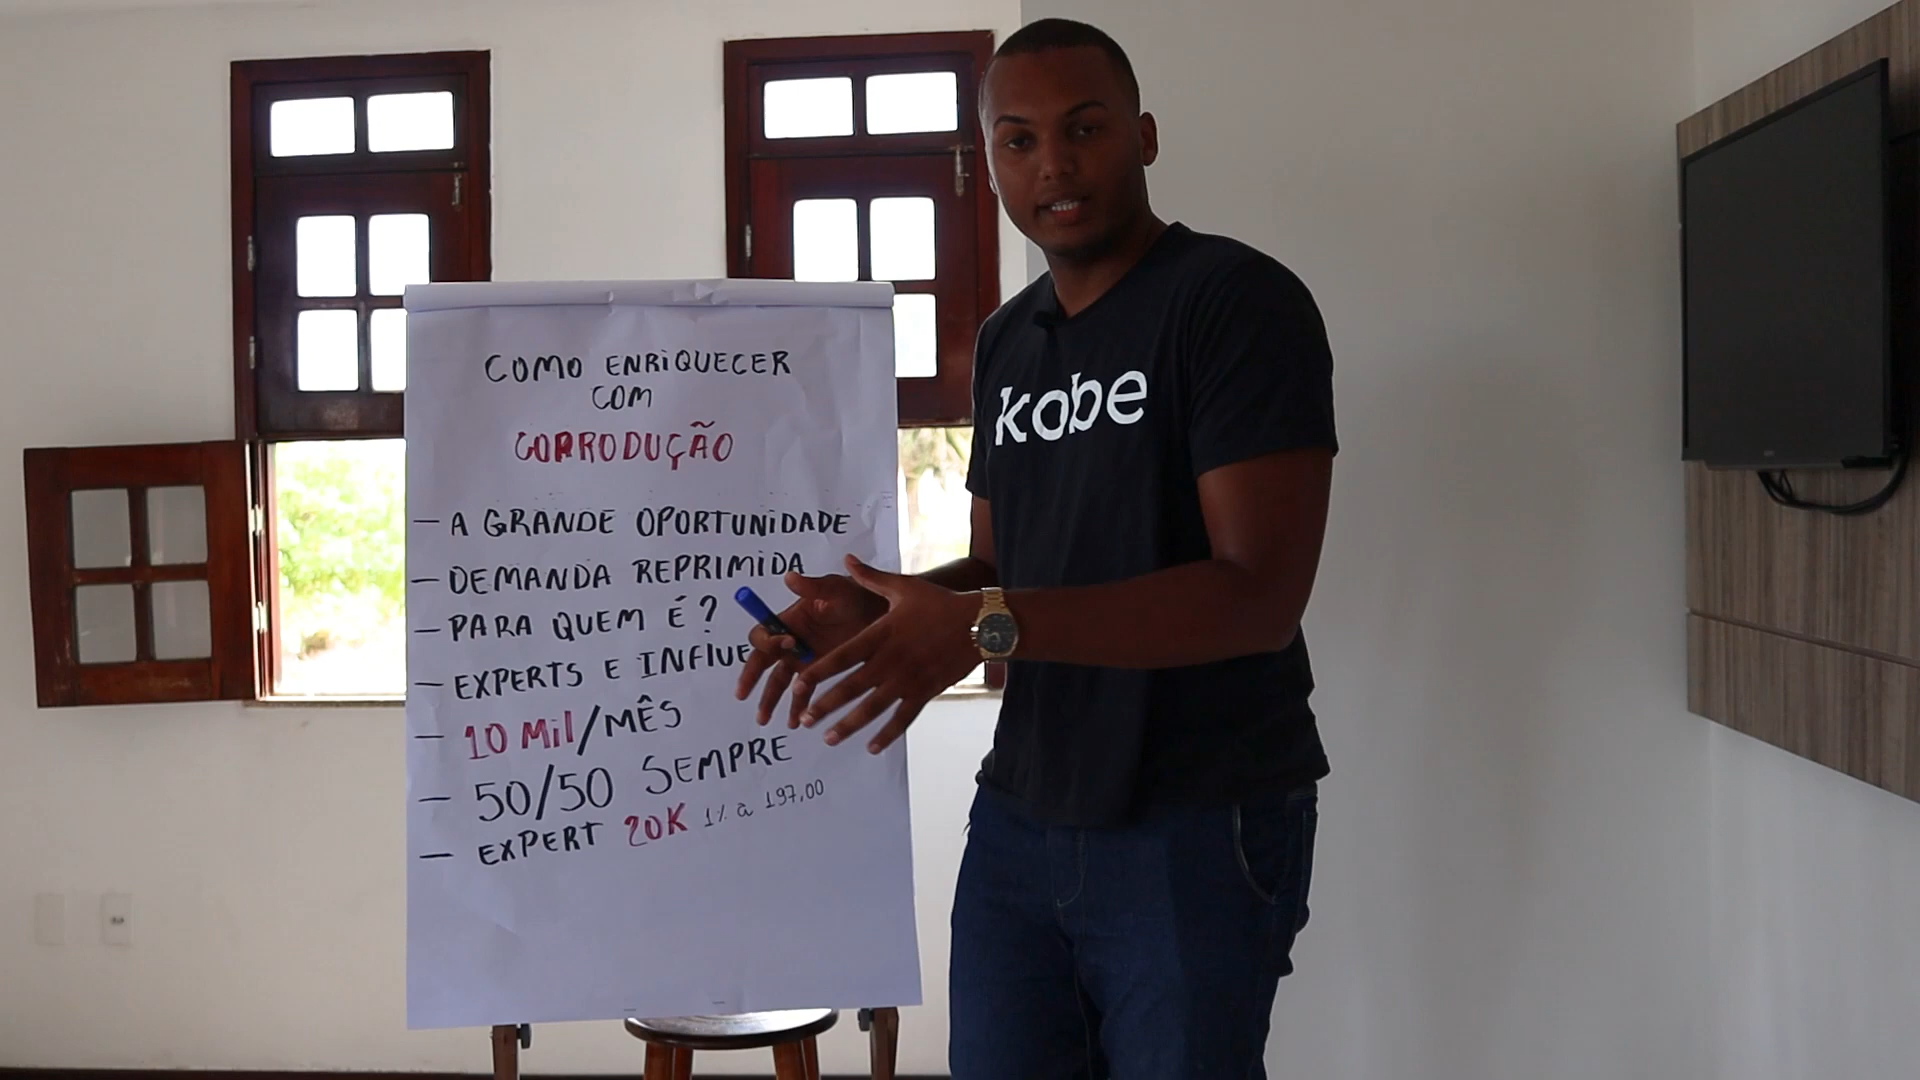 COMO ENRIQUECER
COM
COPRODUÇÃO
— A GRANDE OPORTUNIDADE
— DEMANDA REPRIMIDA
— PARA QUEM É?
— EXPERTS E INFLUE
— 10 Mil/MÊS
— 50/50 SEMPRE
— EXPERT 20K 1% a 197,00
kobe